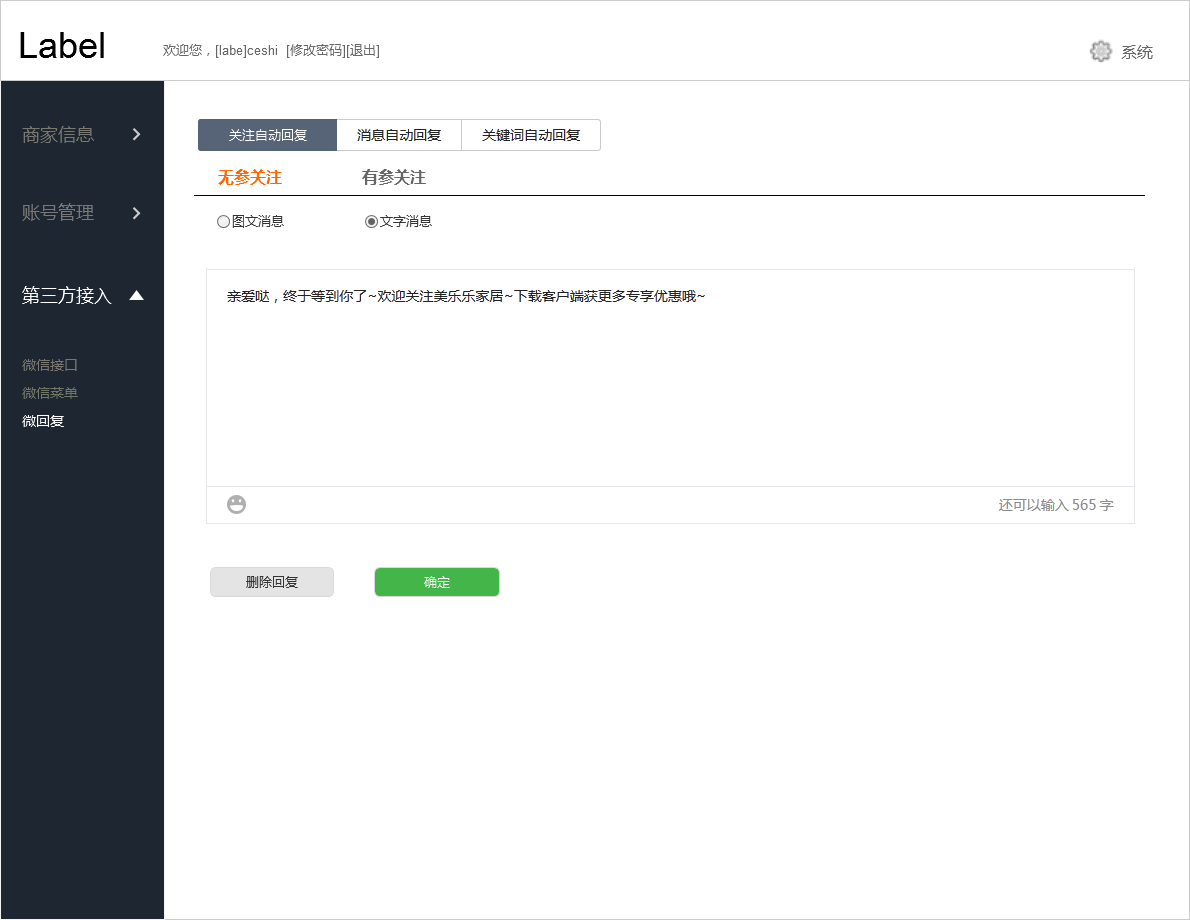 Label
欢迎您，[labe]ceshi [修改密码][退出]
系统
商家信息
账号管理
第三方接入
微信接口
微信菜单
微回复
关注自动回复 消息自动回复 关键词自动回复
无参关注 有参关注
图文消息 文字消息
亲爱哒，终于等到你了~欢迎关注美乐乐家居~下载客户端获更多专享优惠哦~
还可以输入 565 字
删除回复 确定